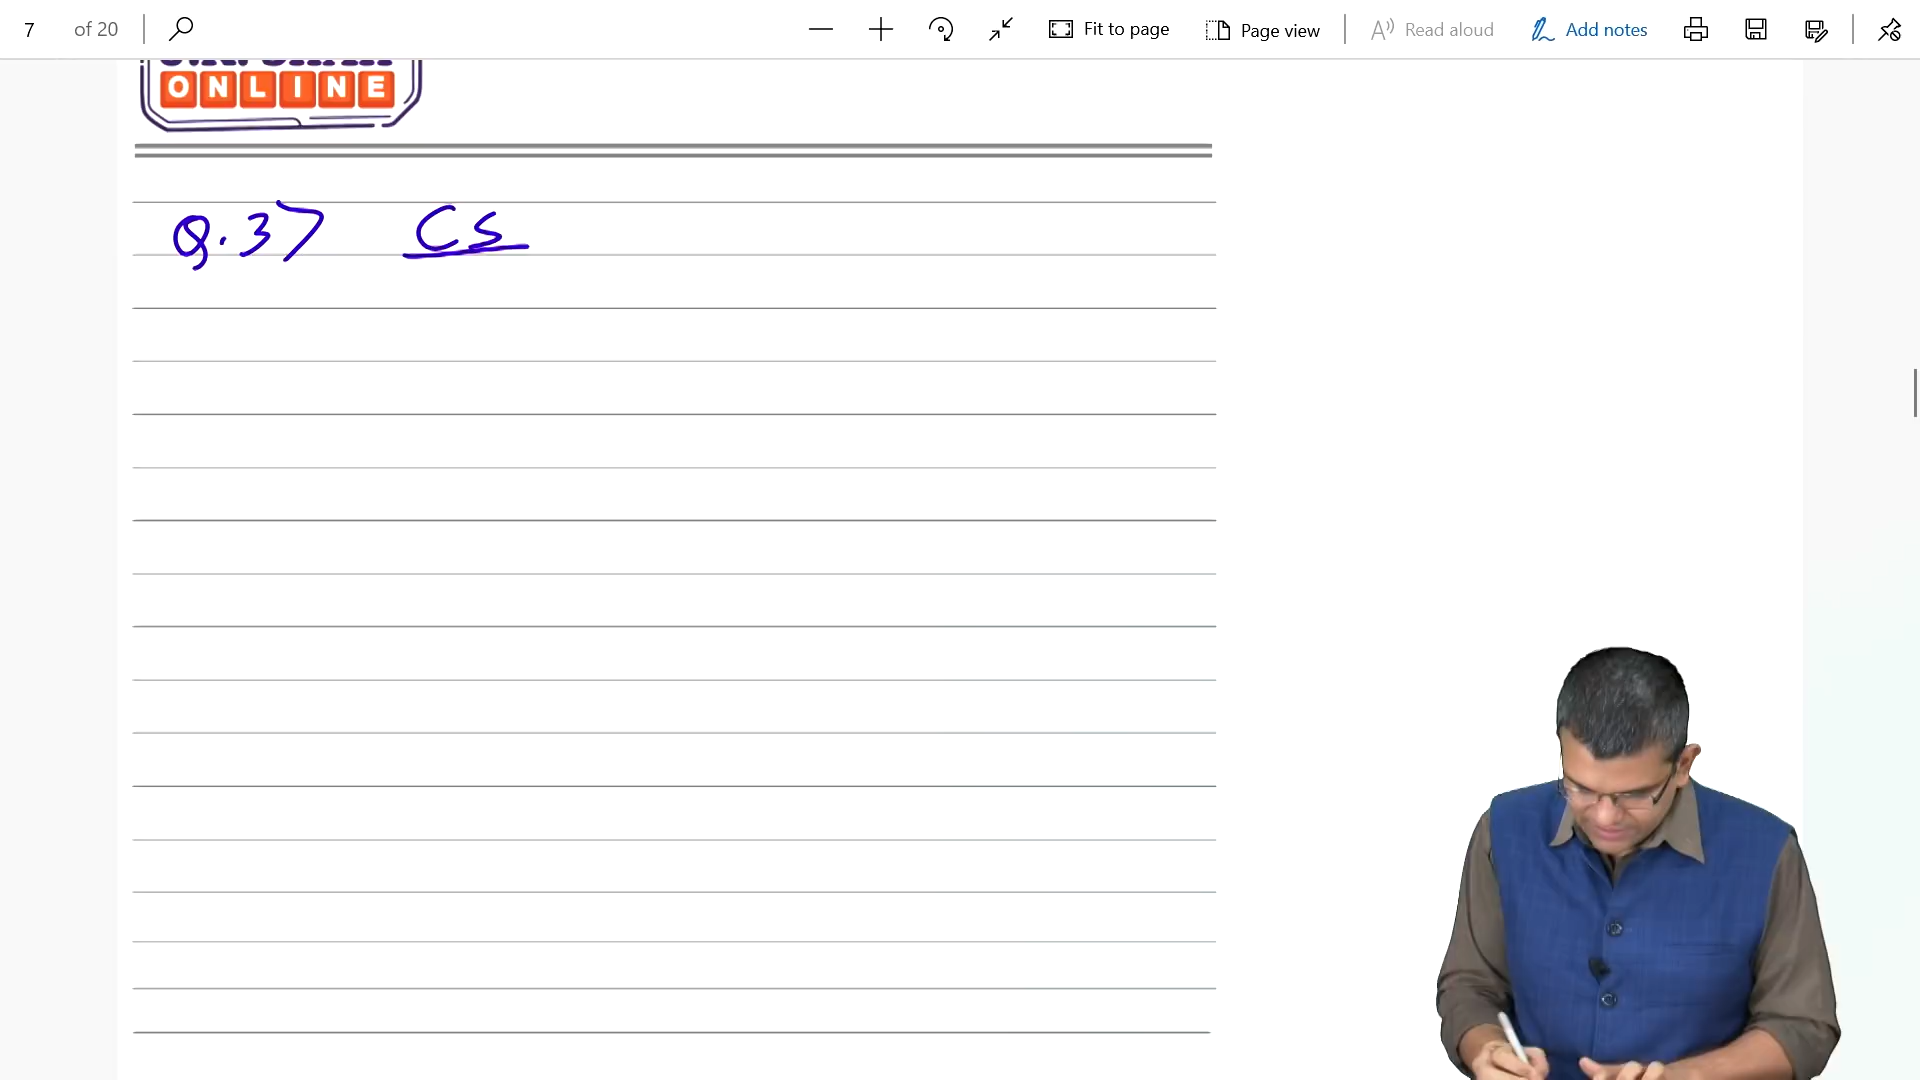 7 of 20 Fit to page Page view Read aloud Add notes
ONLINE
Q.37 CS